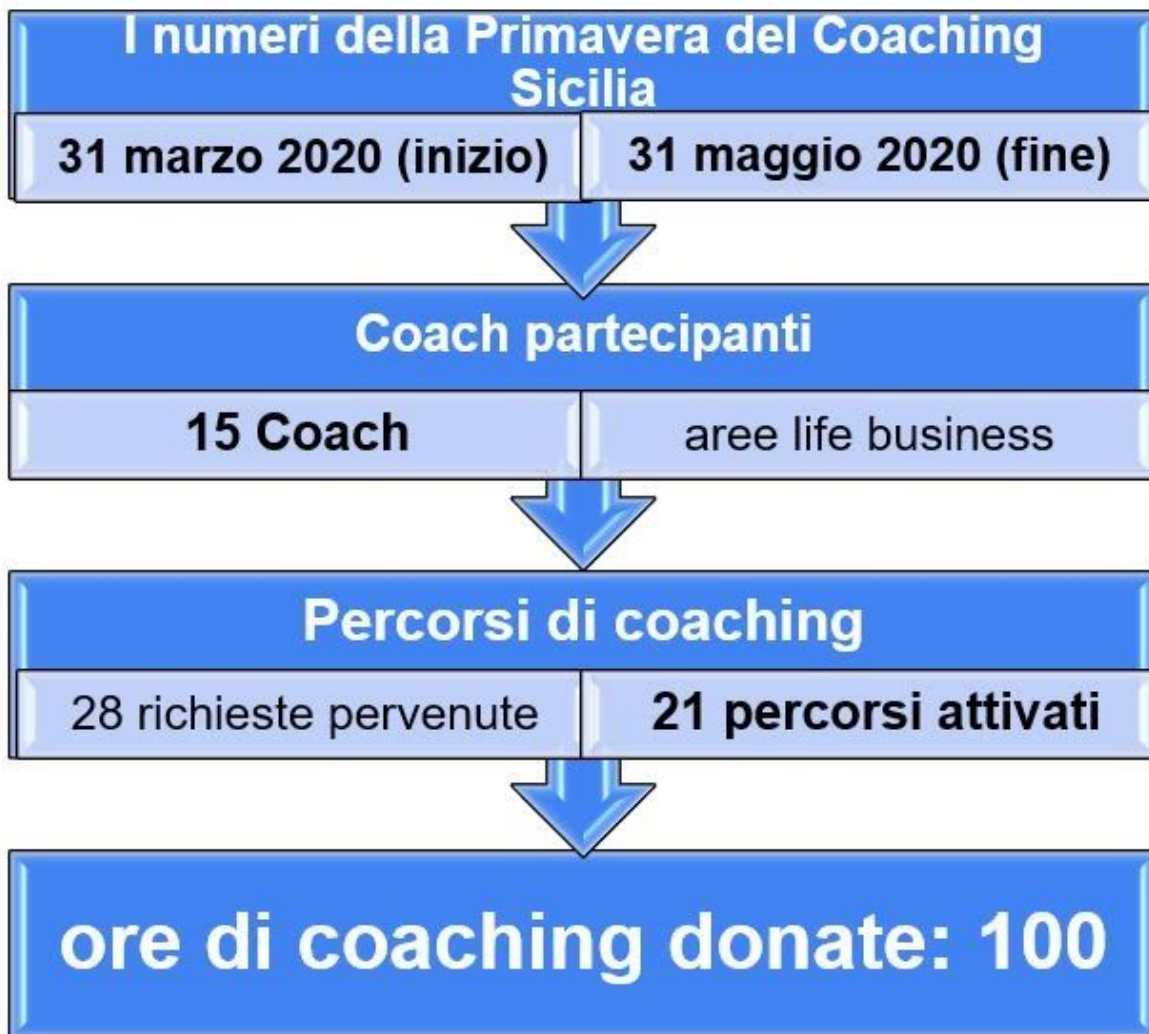 I numeri della Primavera del Coaching
Sicilia
31 marzo 2020 (inizio)
31 maggio 2020 (fine)
Coach partecipanti
15 Coach
aree life business
Percorsi di coaching
28 richieste pervenute
21 percorsi attivati
ore di coaching donate: 100